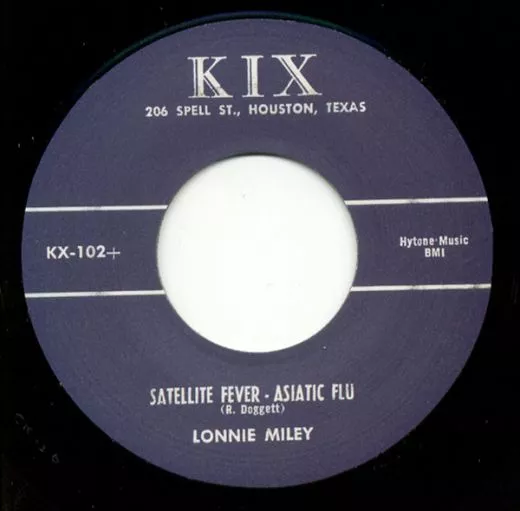 KIX
206 SPELL ST., HOUSTON, TEXAS
KX-102+
Hytone-Music
BMI
SATELLITE FEVER - ASIATIC FLU
(R. Doggett)
LONNIE MILEY